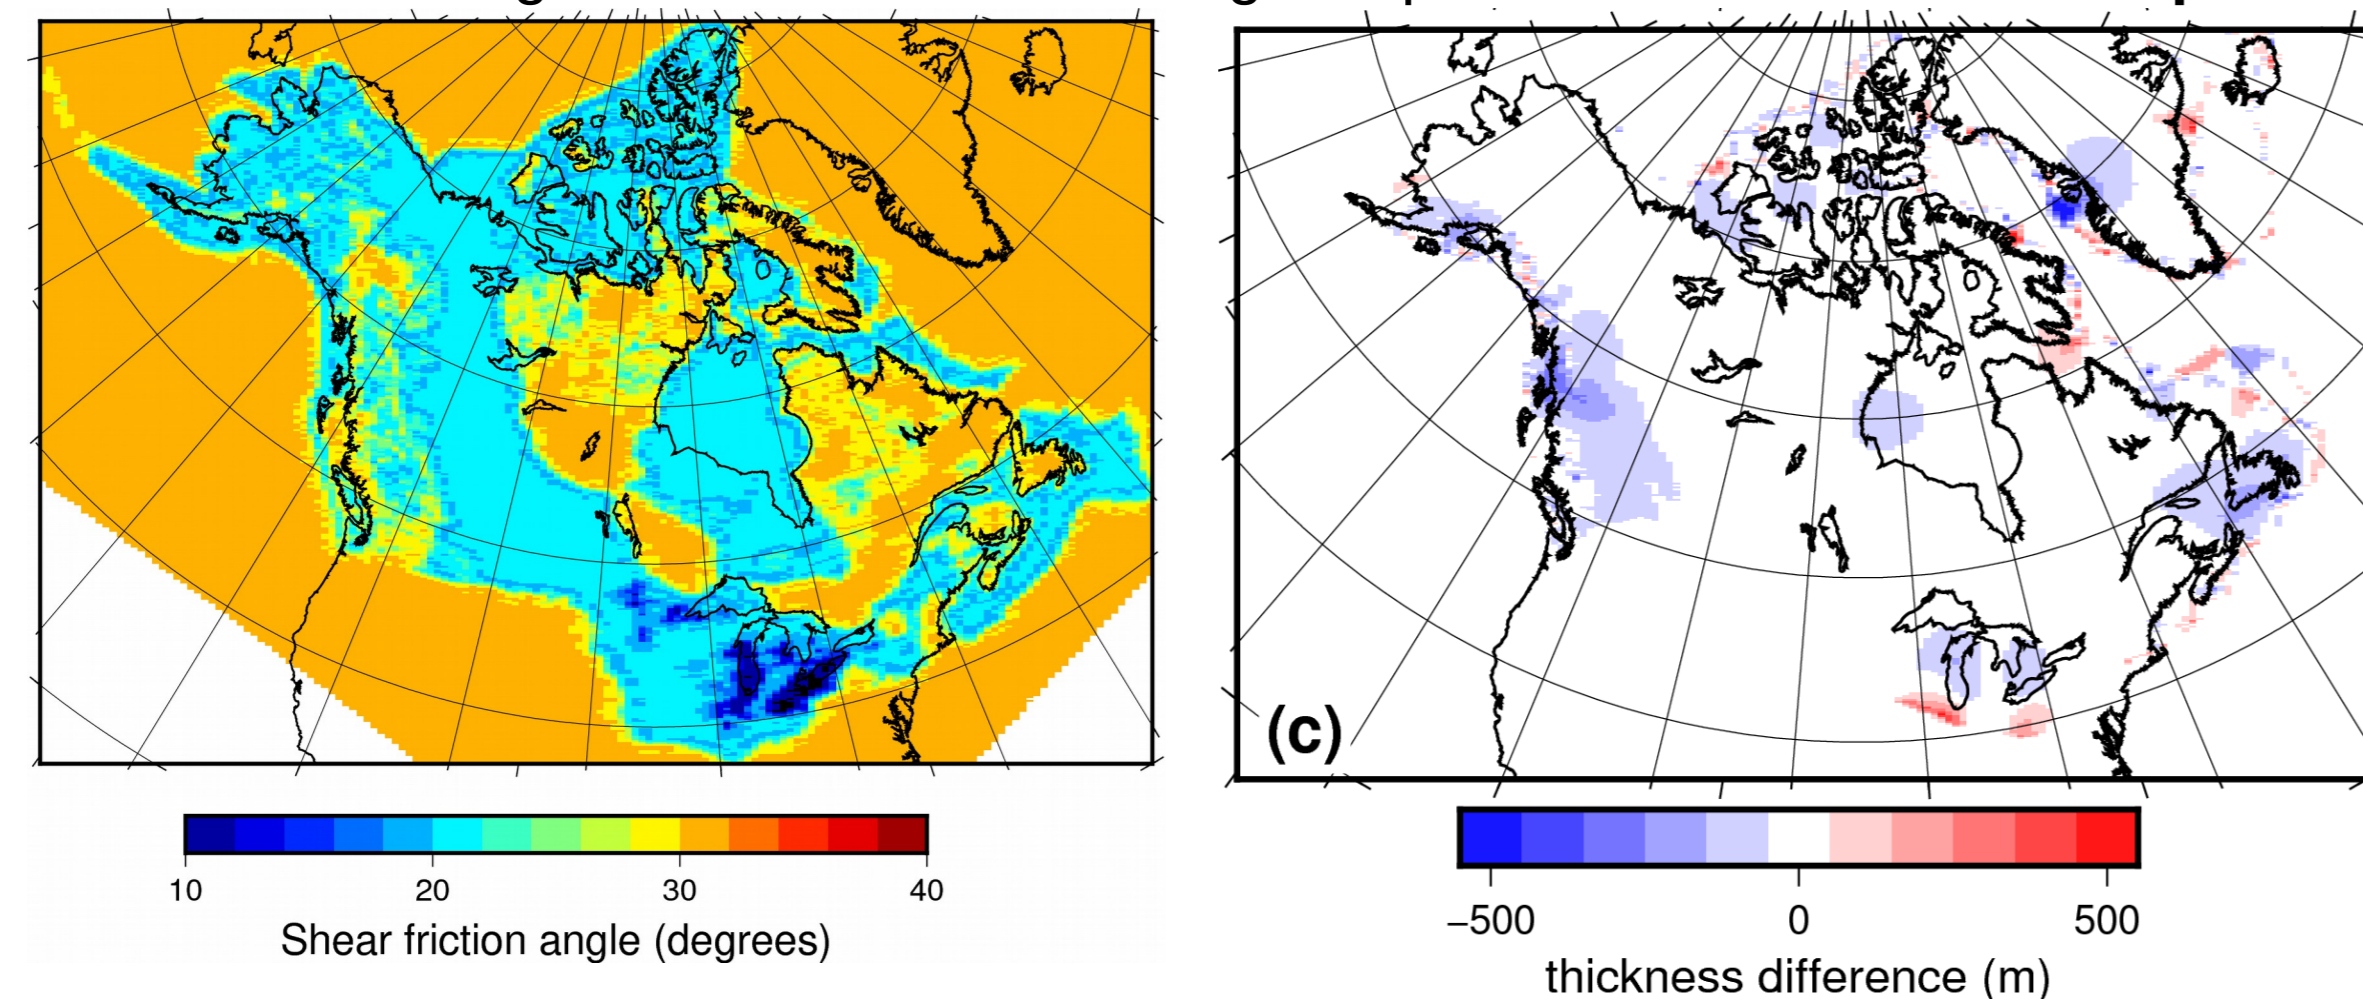 10 20 30 40
Shear friction angle (degrees)
(c)
−500 0 500
thickness difference (m)